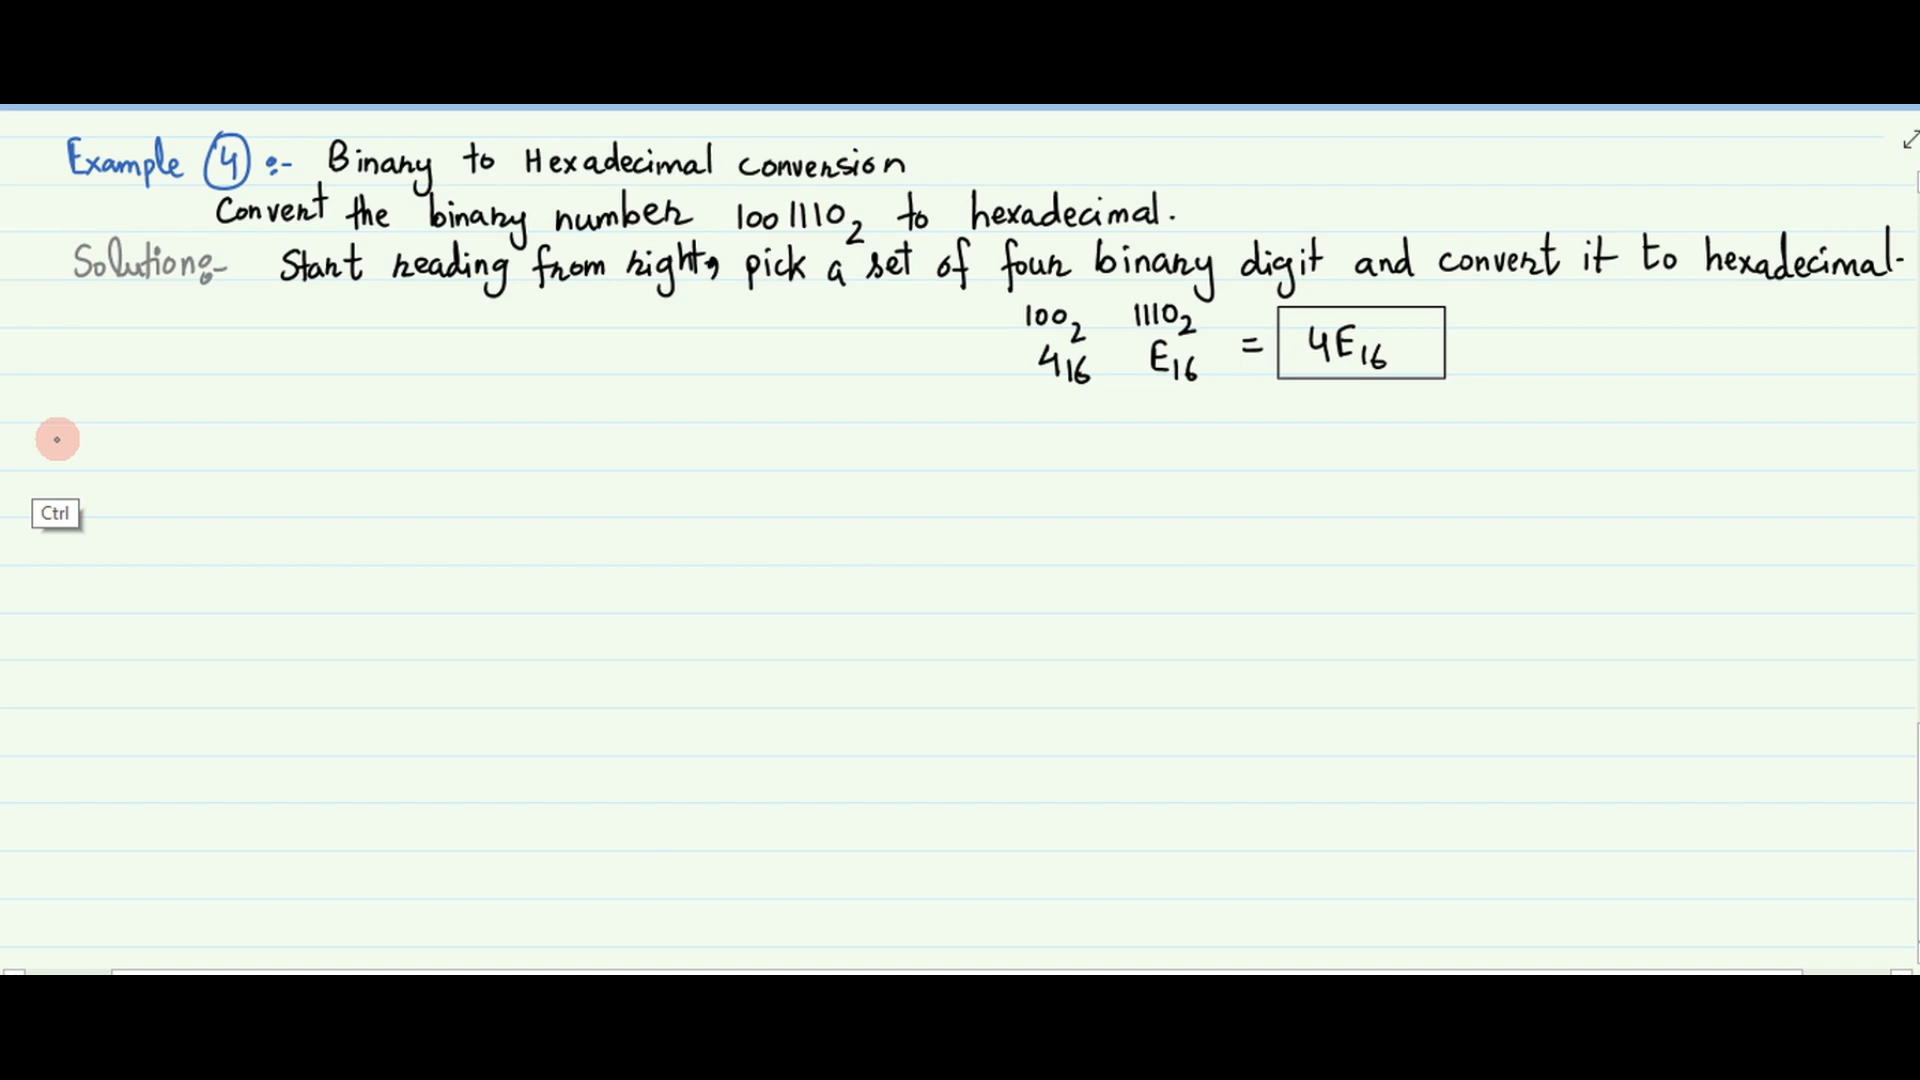 Example 4 :- Binary to Hexadecimal conversion
Convert the binary number 1001110₂ to hexadecimal.
Solution:- Start reading from right, pick a set of four binary digit and convert it to hexadecimal.
100₂ 1110₂
4₁₆ E₁₆ = 4E₁₆
Ctrl